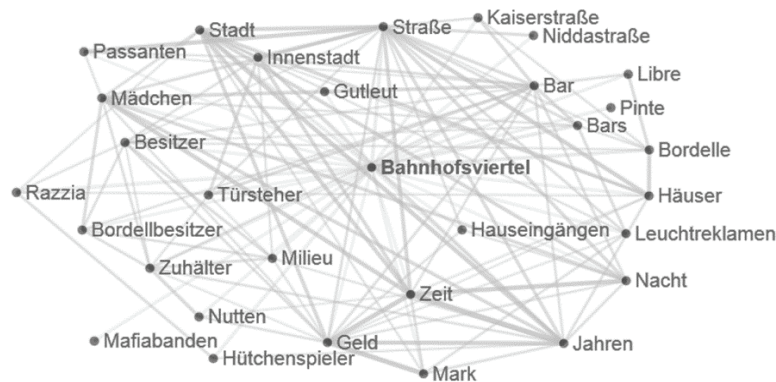 Kaiserstraße
Stadt
Straße
Niddastraße
Passanten
Innenstadt
Libre
Mädchen
Gutleut
Bar
Pinte
Bars
Besitzer
Bordelle
Bahnhofsviertel
Razzia
Türsteher
Häuser
Bordellbesitzer
Hauseingängen
Leuchtreklamen
Zuhälter
Milieu
Nacht
Zeit
Nutten
Mafiabanden
Geld
Jahren
Hütchenspieler
Mark